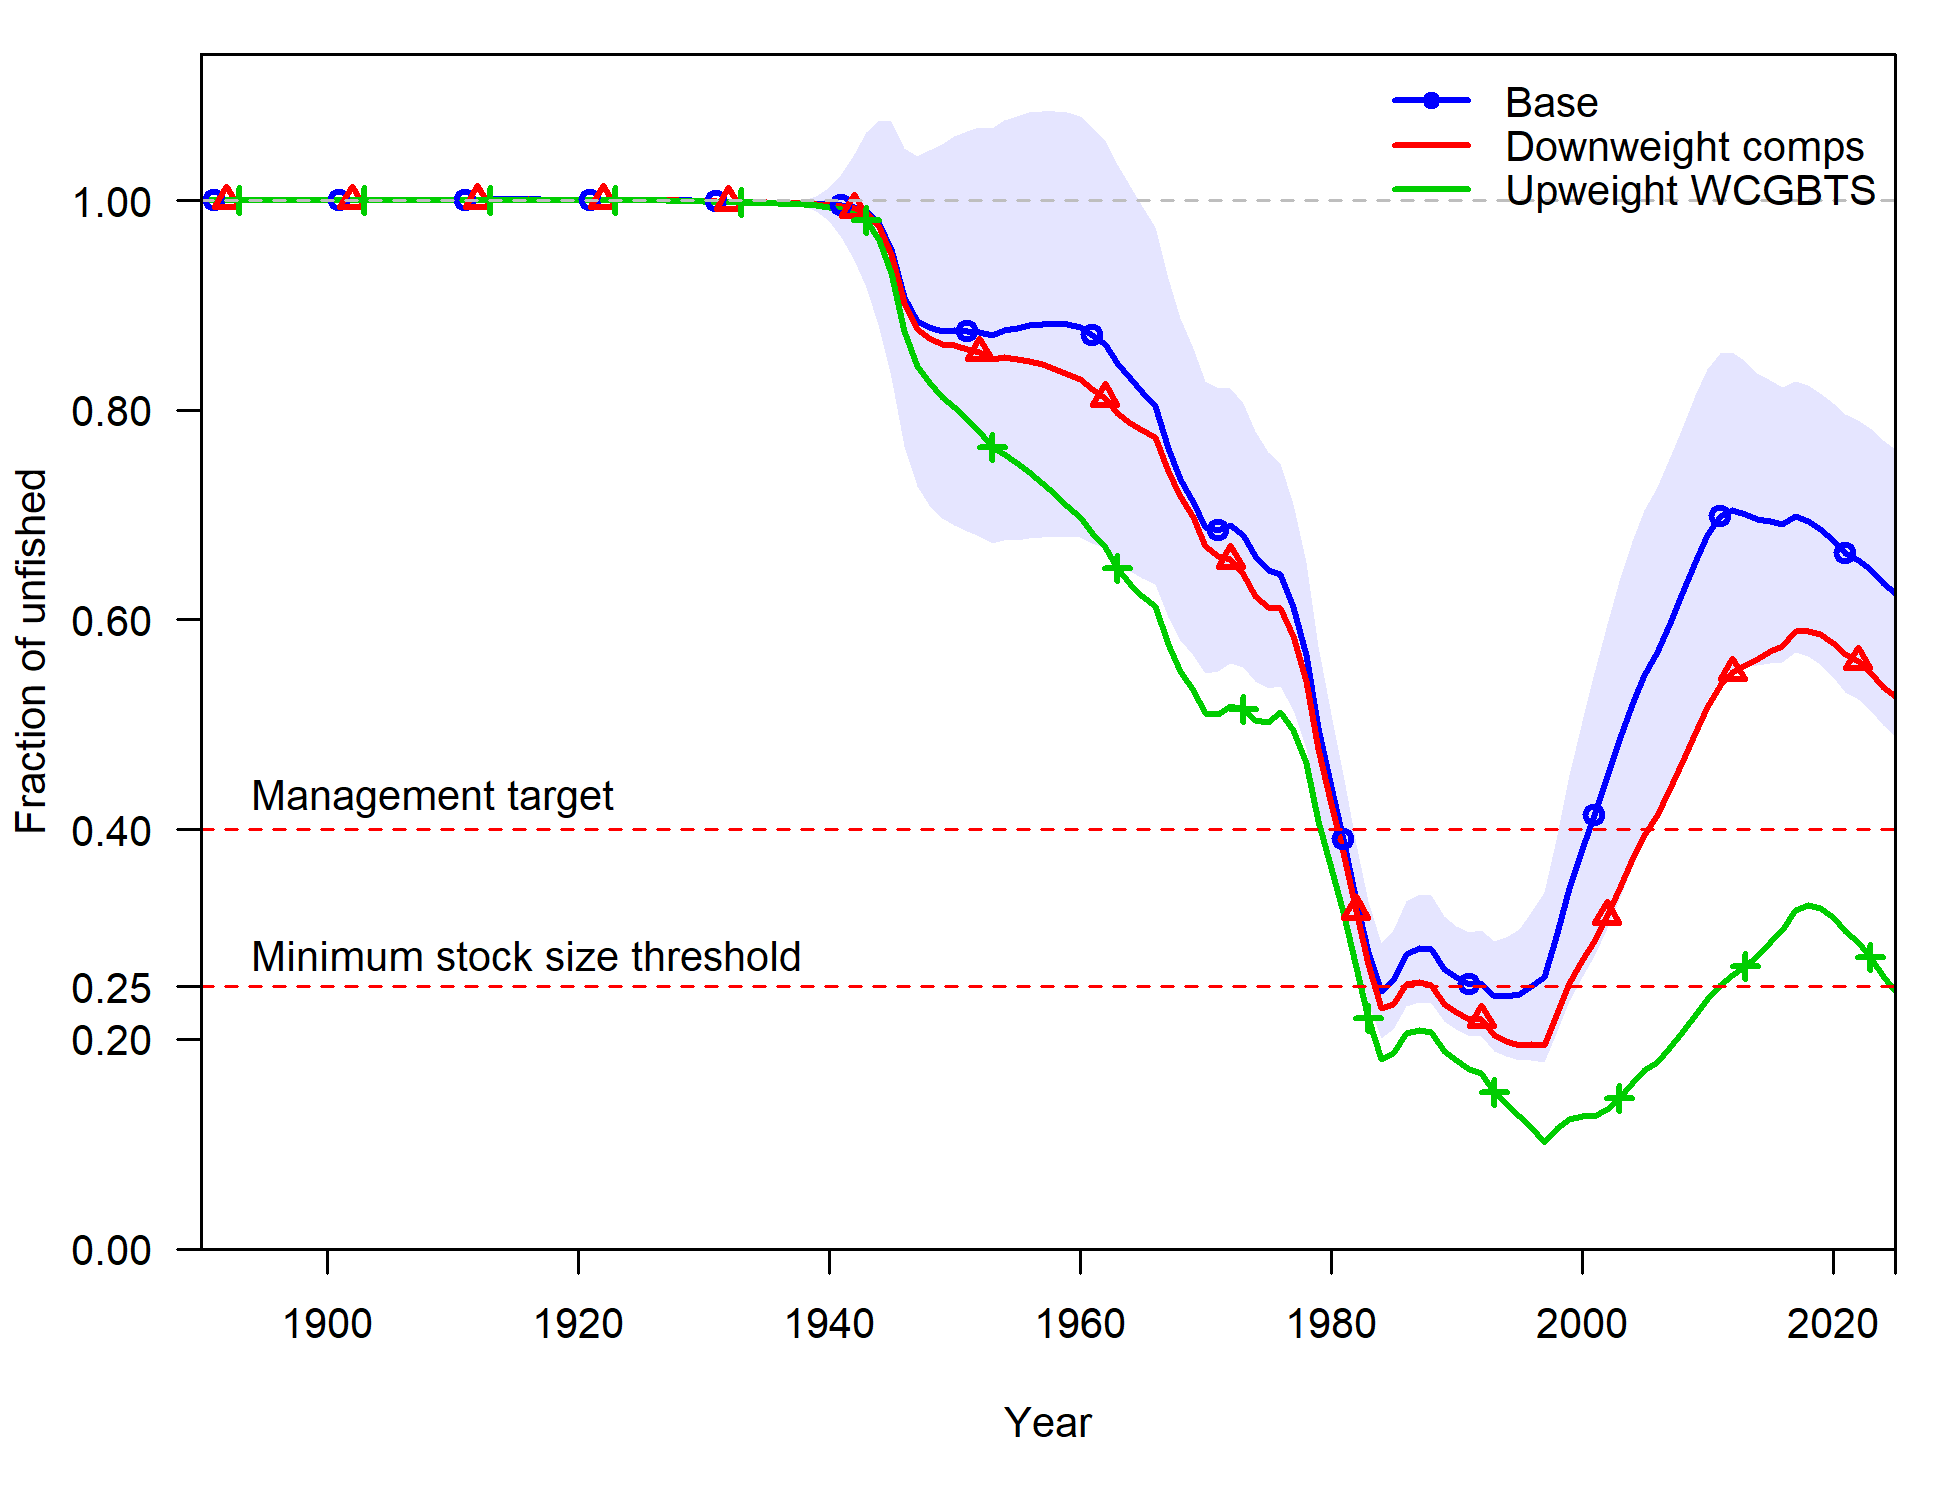 Base
Downweight comps
Upweight WCGBTS
1.00
0.80
0.60
0.40
0.25
0.20
0.00
Fraction of unfished
Management target
Minimum stock size threshold
1900
1920
1940
1960
1980
2000
2020
Year